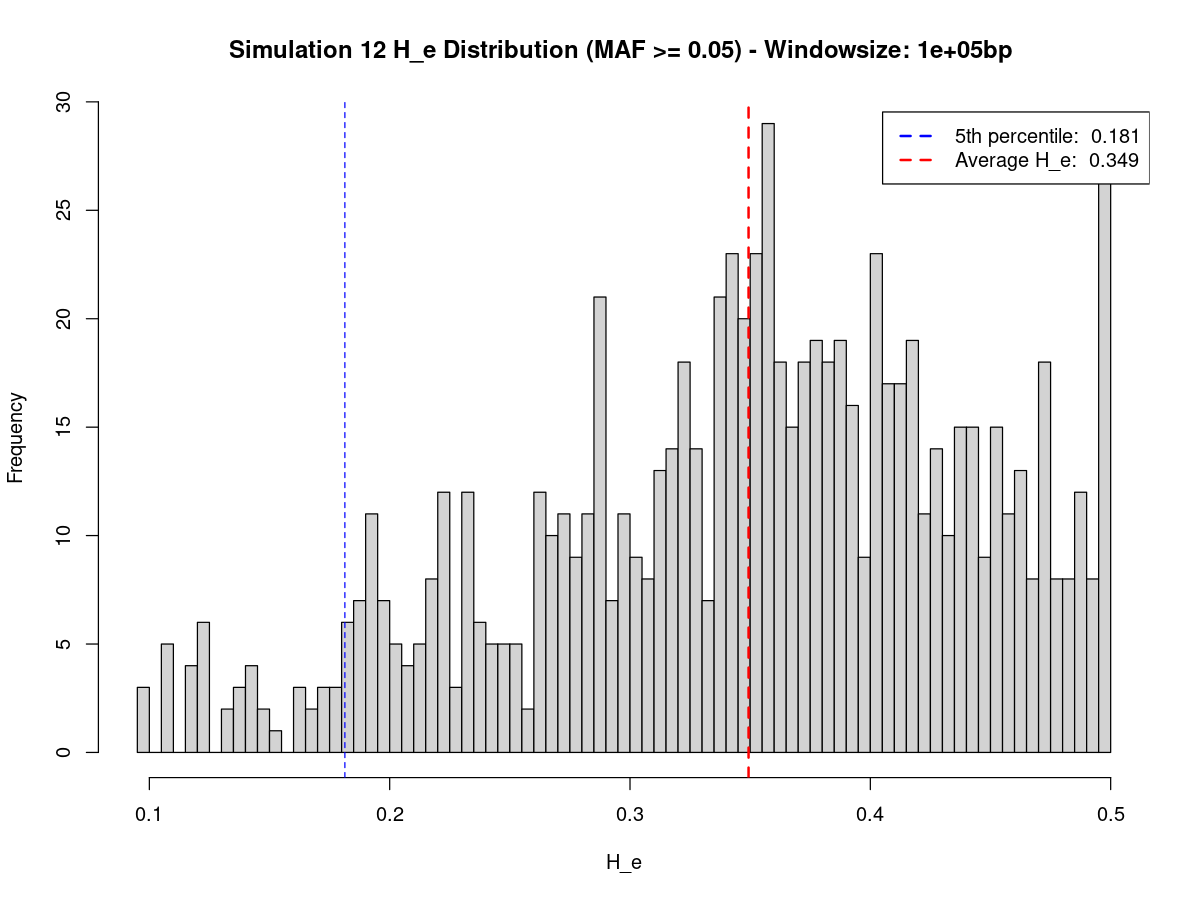 Simulation 12 H_e Distribution (MAF >= 0.05) - Windowsize: 1e+05bp
5th percentile: 0.181
Average H_e: 0.349
Frequency
30
25
20
15
10
5
0
0.1 0.2 0.3 0.4 0.5
H_e